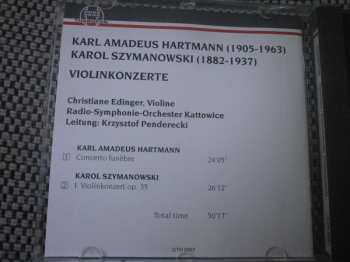 KARL AMADEUS HARTMANN (1905-1963)
KAROL SZYMANOWSKI (1882-1937)
VIOLINKONZERTE
Christiane Edinger, Violine
Radio-Symphonie-Orchester Kattowice
Leitung: Krzysztof Penderecki
KARL AMADEUS HARTMANN
1 Concerto funèbre 24'05"
KAROL SZYMANOWSKI
2 I. Violinkonzert op. 35 26'12"
Total time 50'17"